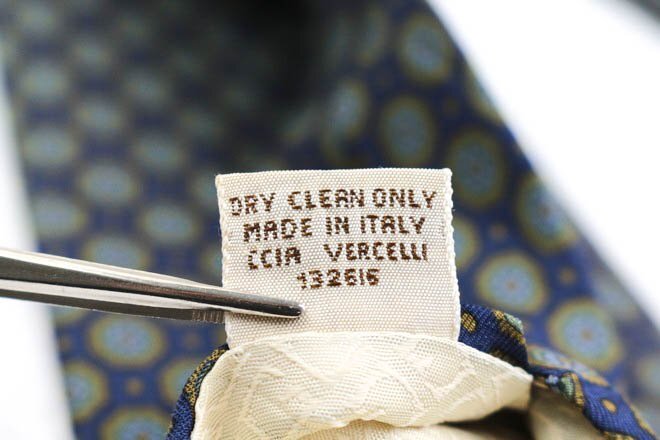 DRY CLEAN ONLY
MADE IN ITALY
CCIA VERCELLI
132616